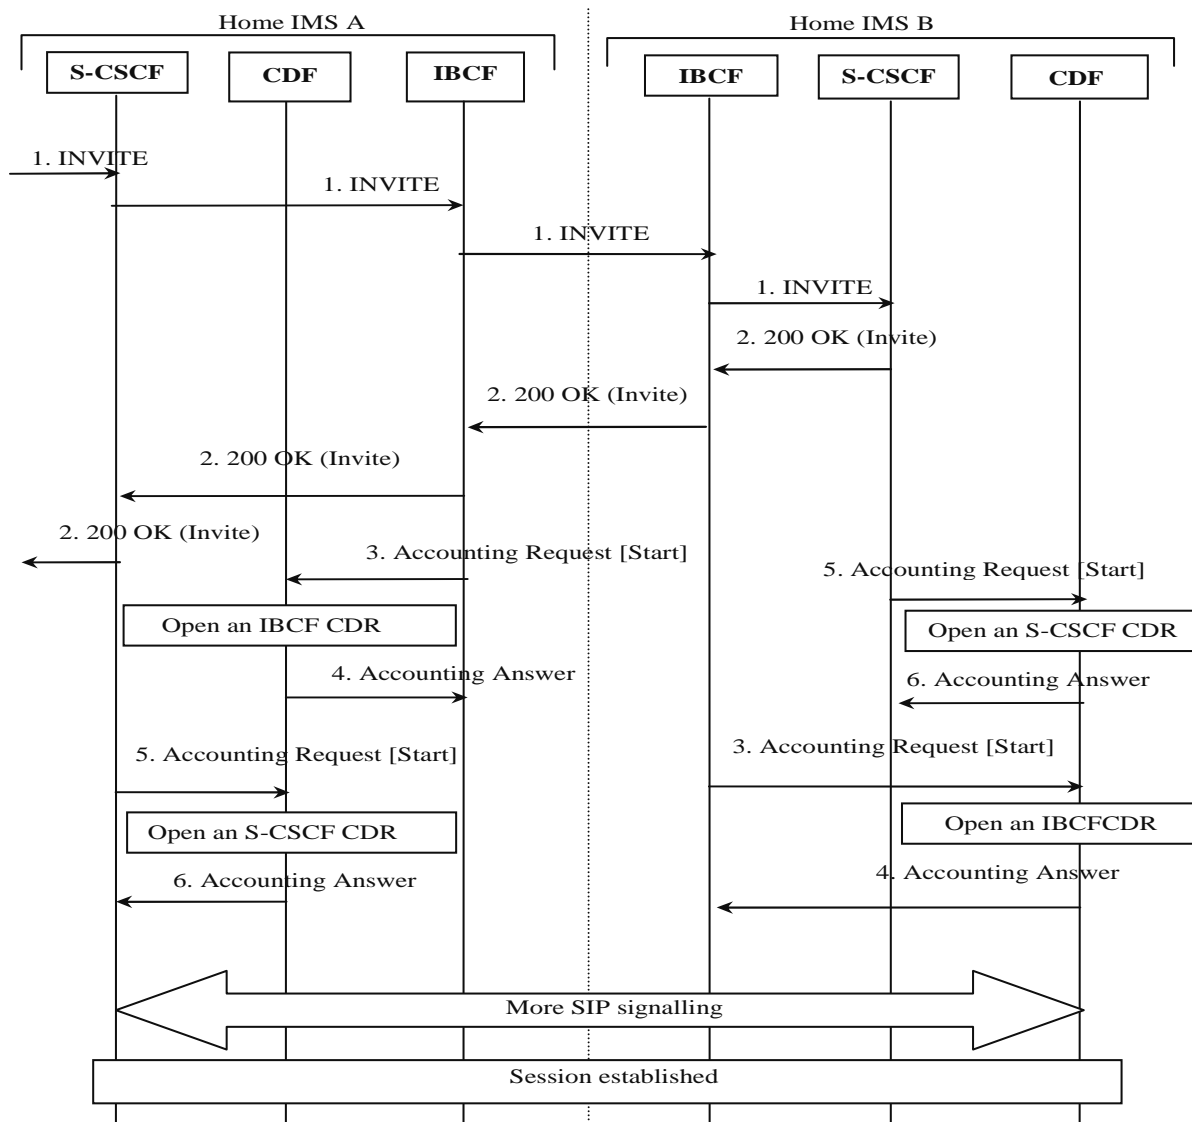 Home IMS A
Home IMS B
S-CSCF
CDF
IBCF
IBCF
S-CSCF
CDF
1. INVITE
1. INVITE
1. INVITE
1. INVITE
2. 200 OK (Invite)
2. 200 OK (Invite)
2. 200 OK (Invite)
2. 200 OK (Invite)
3. Accounting Request [Start]
5. Accounting Request [Start]
Open an IBCF CDR
Open an S-CSCF CDR
4. Accounting Answer
6. Accounting Answer
5. Accounting Request [Start]
3. Accounting Request [Start]
Open an S-CSCF CDR
Open an IBCFCDR
6. Accounting Answer
4. Accounting Answer
More SIP signalling
Session established